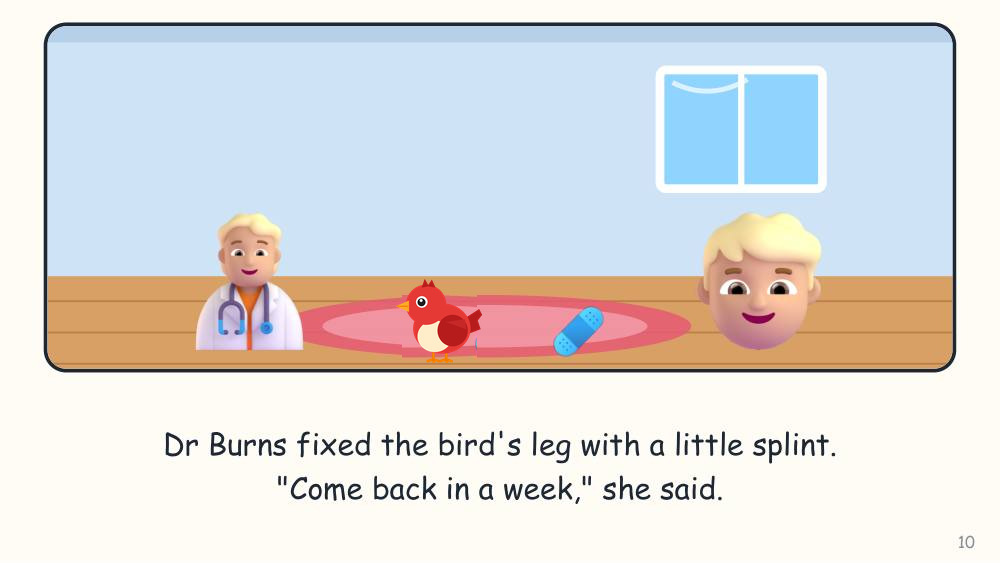 Dr Burns fixed the bird's leg with a little splint.
"Come back in a week," she said.
10